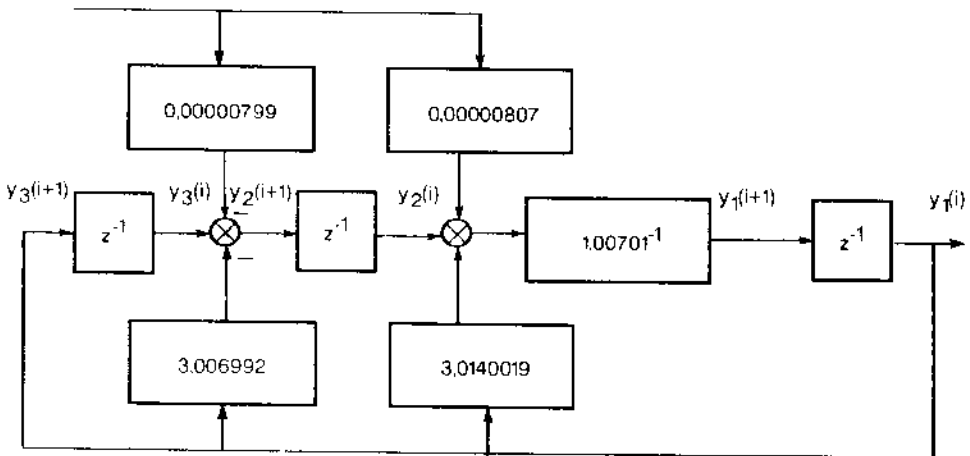 0,00000799
0,00000807
y₃(i+1)
z⁻¹
y₃(i)
y₂(i+1)
−
z⁻¹
y₂(i)
1.00701⁻¹
y₁(i+1)
z⁻¹
y₁(i)
−
3.006992
3,0140019